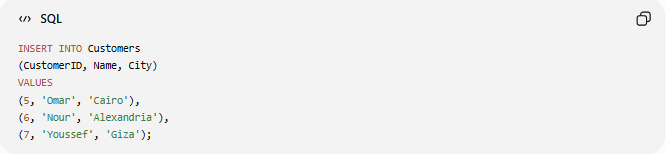 SQL
INSERT INTO Customers
(CustomerID, Name, City)
VALUES
(5, 'Omar', 'Cairo'),
(6, 'Nour', 'Alexandria'),
(7, 'Youssef', 'Giza');